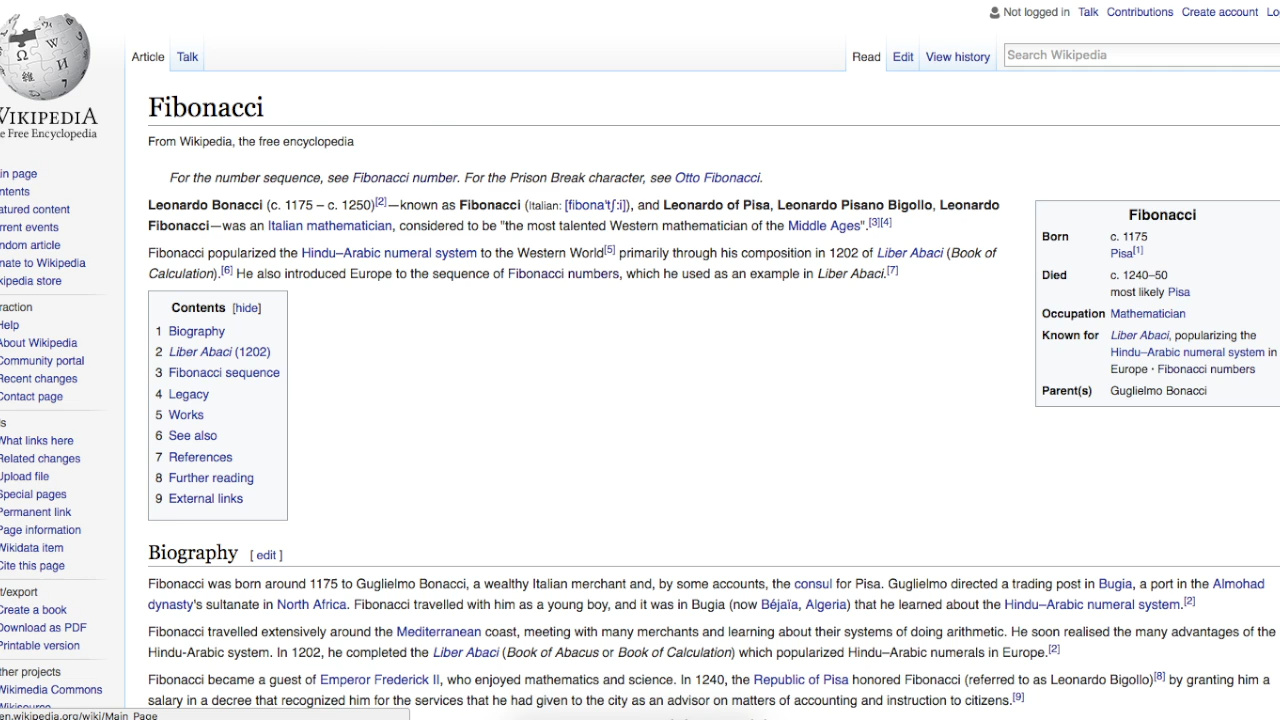 Not logged in Talk Contributions Create account Lo
Article Talk Read Edit View history Search Wikipedia
WIKIPEDIA
e Free Encyclopedia
in page
ntents
atured content
rrent events
ndom article
nate to Wikipedia
kipedia store
raction
Help
About Wikipedia
Community portal
Recent changes
Contact page
ls
What links here
Related changes
Upload file
Special pages
Permanent link
Page information
Wikidata item
Cite this page
t/export
Create a book
Download as PDF
Printable version
ther projects
Wikimedia Commons
Wikisource
en.wikipedia.org/wiki/Main_Page
Fibonacci
From Wikipedia, the free encyclopedia
For the number sequence, see Fibonacci number. For the Prison Break character, see Otto Fibonacci.
Leonardo Bonacci (c. 1175 – c. 1250)[2]—known as Fibonacci (Italian: [fiboˈnattʃi]), and Leonardo of Pisa, Leonardo Pisano Bigollo, Leonardo
Fibonacci—was an Italian mathematician, considered to be "the most talented Western mathematician of the Middle Ages".[3][4]
Fibonacci popularized the Hindu–Arabic numeral system to the Western World[5] primarily through his composition in 1202 of Liber Abaci (Book of
Calculation).[6] He also introduced Europe to the sequence of Fibonacci numbers, which he used as an example in Liber Abaci.[7]
Contents [hide]
1 Biography
2 Liber Abaci (1202)
3 Fibonacci sequence
4 Legacy
5 Works
6 See also
7 References
8 Further reading
9 External links
Fibonacci
Born c. 1175
Pisa[1]
Died c. 1240–50
most likely Pisa
Occupation Mathematician
Known for Liber Abaci, popularizing the
Hindu–Arabic numeral system in
Europe · Fibonacci numbers
Parent(s) Guglielmo Bonacci
Biography [ edit ]
Fibonacci was born around 1175 to Guglielmo Bonacci, a wealthy Italian merchant and, by some accounts, the consul for Pisa. Guglielmo directed a trading post in Bugia, a port in the Almohad
dynasty's sultanate in North Africa. Fibonacci travelled with him as a young boy, and it was in Bugia (now Béjaïa, Algeria) that he learned about the Hindu–Arabic numeral system.[2]
Fibonacci travelled extensively around the Mediterranean coast, meeting with many merchants and learning about their systems of doing arithmetic. He soon realised the many advantages of the
Hindu-Arabic system. In 1202, he completed the Liber Abaci (Book of Abacus or Book of Calculation) which popularized Hindu–Arabic numerals in Europe.[2]
Fibonacci became a guest of Emperor Frederick II, who enjoyed mathematics and science. In 1240, the Republic of Pisa honored Fibonacci (referred to as Leonardo Bigollo)[8] by granting him a
salary in a decree that recognized him for the services that he had given to the city as an advisor on matters of accounting and instruction to citizens.[9]